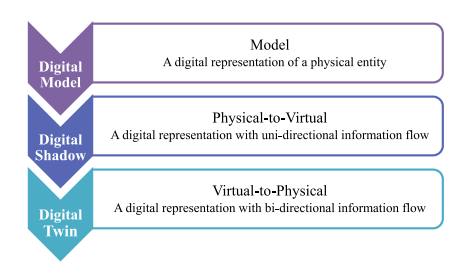 Digital
Model
Model
A digital representation of a physical entity
Digital
Shadow
Physical-to-Virtual
A digital representation with uni-directional information flow
Digital
Twin
Virtual-to-Physical
A digital representation with bi-directional information flow